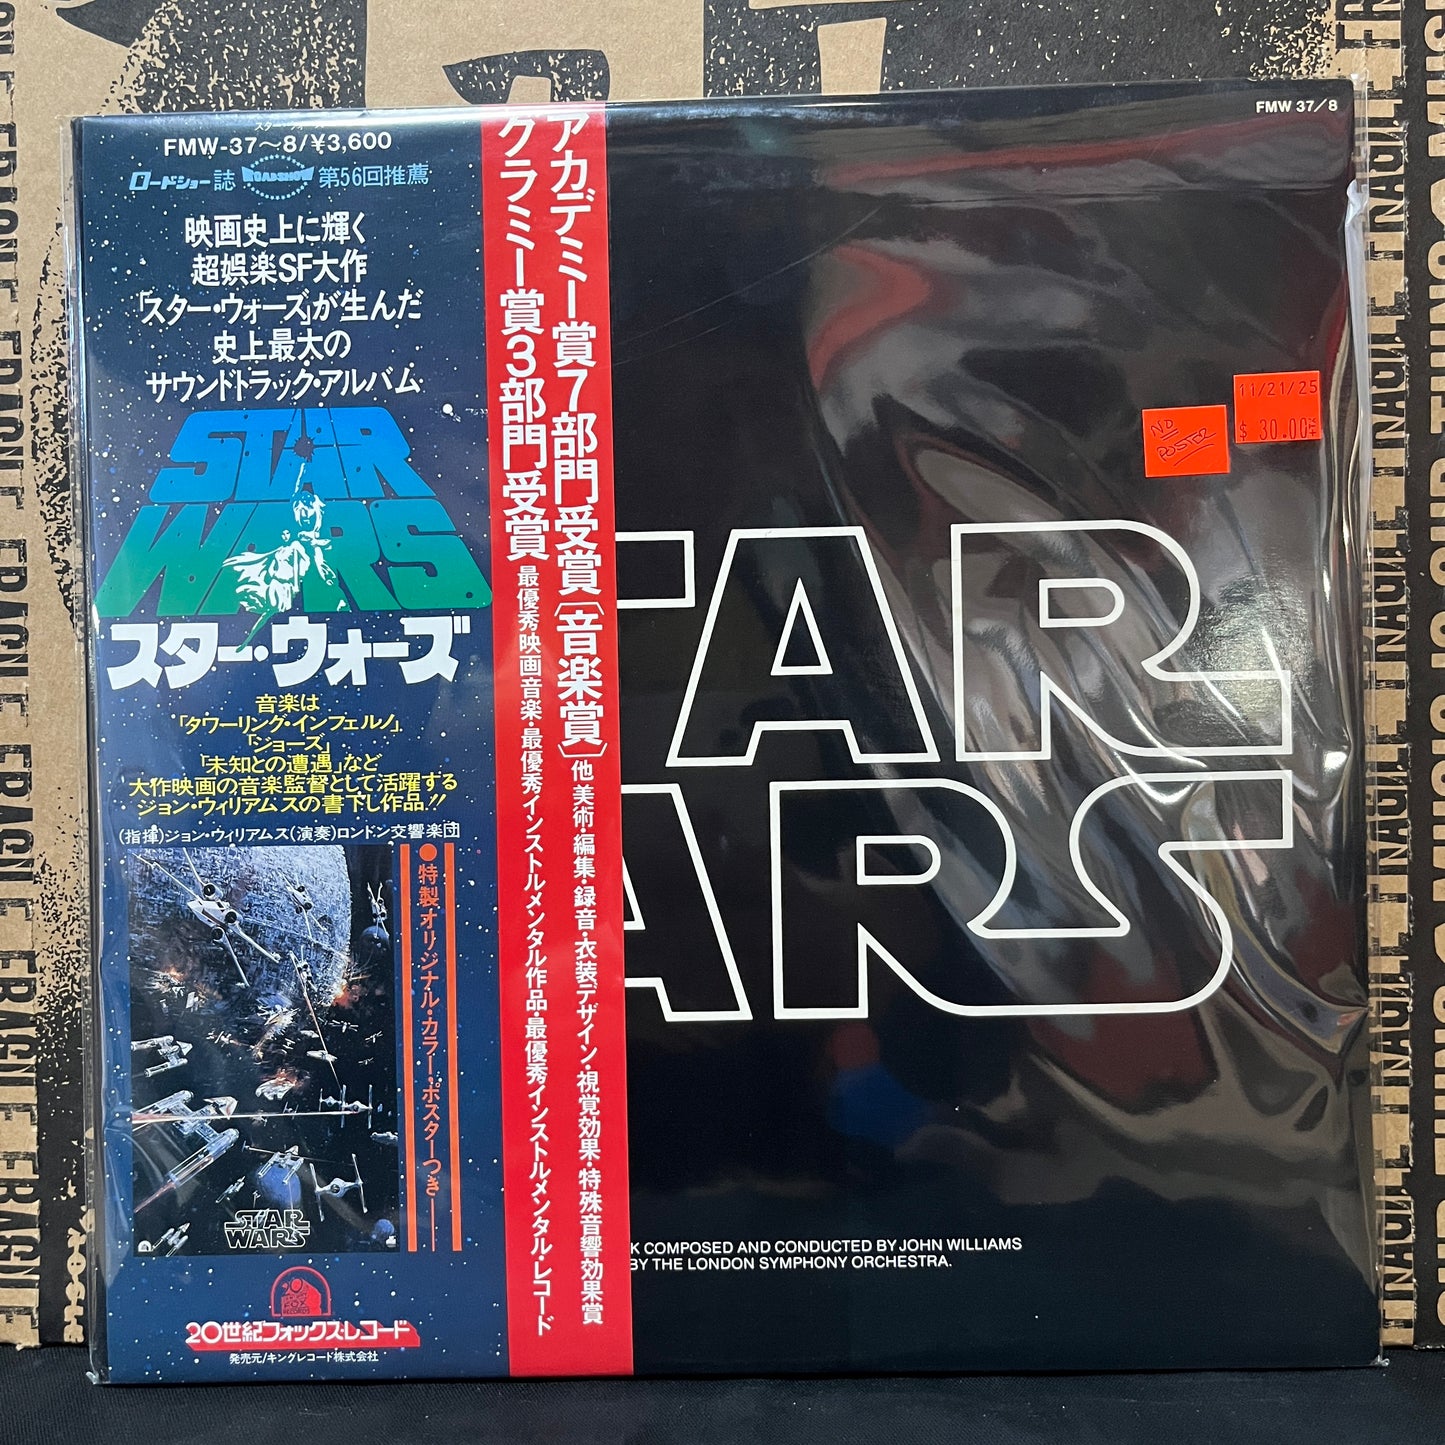 FMW 37/8
FMW-37〜8/¥3,600
ロードショー誌 ROADSHOW 第56回推薦
映画史上に輝く
超娯楽SF大作
「スター・ウォーズ」が生んだ
史上最大の
サウンドトラック・アルバム
STAR
WARS
スター・ウォーズ
音楽は
「タワーリング・インフェルノ」
「ジョーズ」
「未知との遭遇」など
大作映画の音楽監督として活躍する
ジョン・ウィリアムスの書下し作品!!
(指揮)ジョン・ウィリアムス(演奏)ロンドン交響楽団
●特製オリジナル・カラー・ポスターつき
STAR
WARS
20
FOX
RECORDS
20世紀フォックス・レコード
発売元/キングレコード株式会社
アカデミー賞7部門受賞〔音楽賞〕他 美術・編集・録音・衣装デザイン・視覚効果・特殊音響効果賞
グラミー賞3部門受賞 最優秀映画音楽・最優秀インストルメンタル作品・最優秀インストルメンタル・レコード
11/21/25
$ 30.00
NO
POSTER
TAR
ARS
K COMPOSED AND CONDUCTED BY JOHN WILLIAMS
BY THE LONDON SYMPHONY ORCHESTRA.
FRAGILE FRAGILE FRAGILE